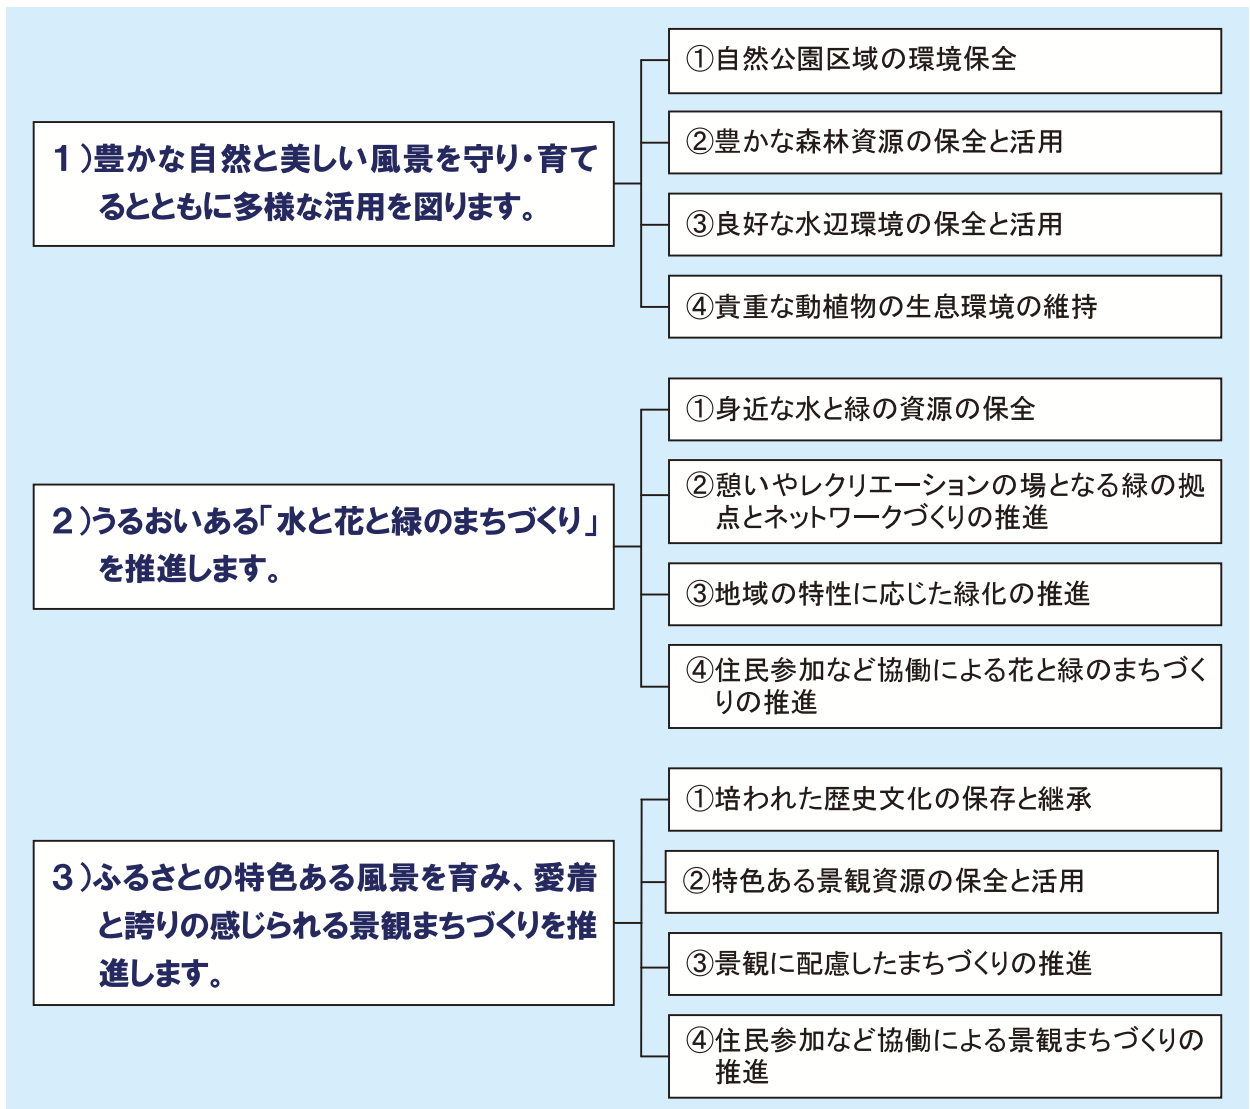 1)豊かな自然と美しい風景を守り・育て
るとともに多様な活用を図ります。
①自然公園区域の環境保全
②豊かな森林資源の保全と活用
③良好な水辺環境の保全と活用
④貴重な動植物の生息環境の維持
2)うるおいある「水と花と緑のまちづくり」
を推進します。
①身近な水と緑の資源の保全
②憩いやレクリエーションの場となる緑の拠
点とネットワークづくりの推進
③地域の特性に応じた緑化の推進
④住民参加など協働による花と緑のまちづく
りの推進
3)ふるさとの特色ある風景を育み、愛着
と誇りの感じられる景観まちづくりを推
進します。
①培われた歴史文化の保存と継承
②特色ある景観資源の保全と活用
③景観に配慮したまちづくりの推進
④住民参加など協働による景観まちづくりの
推進